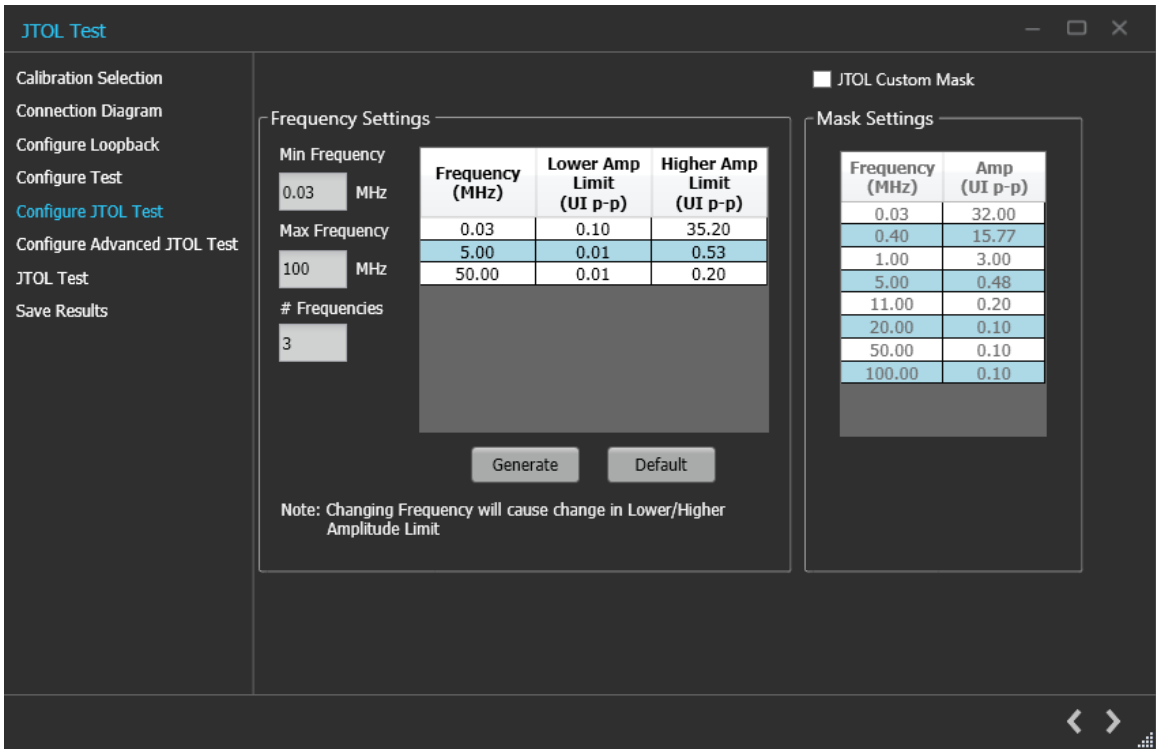 JTOL Test
Calibration Selection
Connection Diagram
Configure Loopback
Configure Test
Configure JTOL Test
Configure Advanced JTOL Test
JTOL Test
Save Results
JTOL Custom Mask
Frequency Settings
Min Frequency
0.03 MHz
Max Frequency
100 MHz
# Frequencies
3
Frequency (MHz) Lower Amp Limit (UI p-p) Higher Amp Limit (UI p-p)
0.03 0.10 35.20
5.00 0.01 0.53
50.00 0.01 0.20
Generate Default
Note: Changing Frequency will cause change in Lower/Higher
Amplitude Limit
Mask Settings
Frequency (MHz) Amp (UI p-p)
0.03 32.00
0.40 15.77
1.00 3.00
5.00 0.48
11.00 0.20
20.00 0.10
50.00 0.10
100.00 0.10